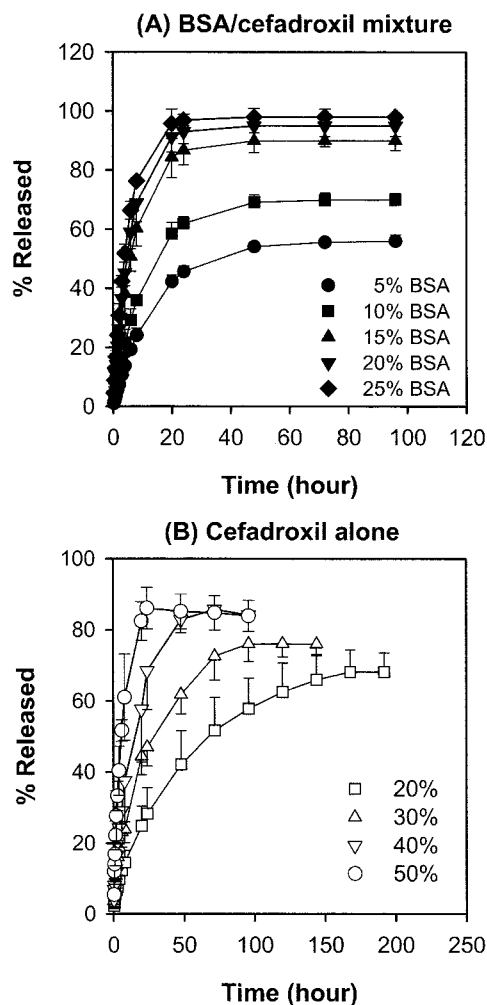 (A) BSA/cefadroxil mixture
120
100
80
60
40
20
0
% Released
5% BSA
10% BSA
15% BSA
20% BSA
25% BSA
0 20 40 60 80 100 120
Time (hour)
(B) Cefadroxil alone
100
80
60
40
20
0
% Released
20%
30%
40%
50%
0 50 100 150 200 250
Time (hour)